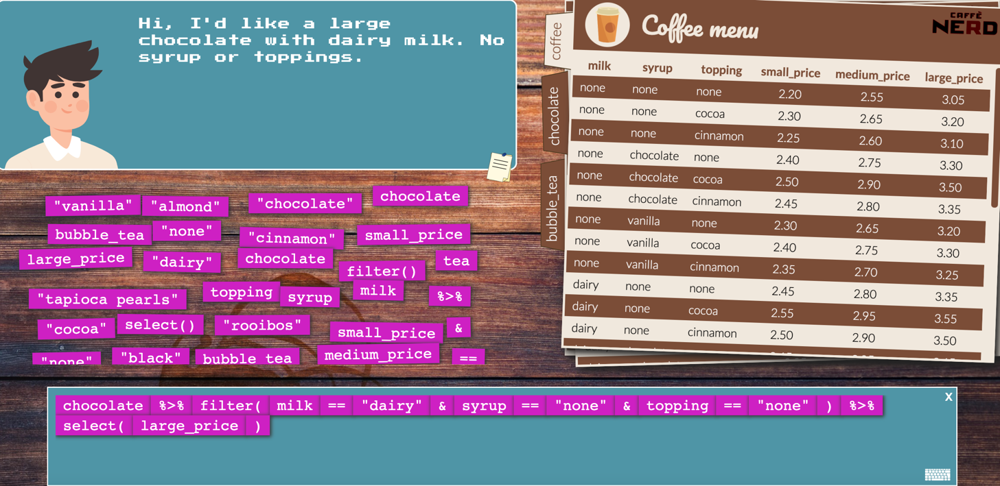 Hi, I'd like a large
chocolate with dairy milk. No
syrup or toppings.
coffee
chocolate
bubble_tea
Coffee menu
CAFFÈ
NERD
milk syrup topping small_price medium_price large_price
none none none 2.20 2.55 3.05
none none cocoa 2.30 2.65 3.20
none none cinnamon 2.25 2.60 3.10
none chocolate none 2.40 2.75 3.30
none chocolate cocoa 2.50 2.90 3.50
none chocolate cinnamon 2.45 2.80 3.35
none vanilla none 2.30 2.65 3.20
none vanilla cocoa 2.40 2.75 3.30
none vanilla cinnamon 2.35 2.70 3.25
dairy none none 2.45 2.80 3.35
dairy none cocoa 2.55 2.95 3.55
dairy none cinnamon 2.50 2.90 3.50
"vanilla" "almond" "chocolate" chocolate
bubble_tea "none" "cinnamon" small_price
large_price "dairy" chocolate filter() tea
"tapioca pearls" topping syrup milk %>%
"cocoa" select() "rooibos" small_price &
"none" "black" bubble_tea medium_price ==
X
chocolate %>% filter( milk == "dairy" & syrup == "none" & topping == "none" ) %>%
select( large_price )